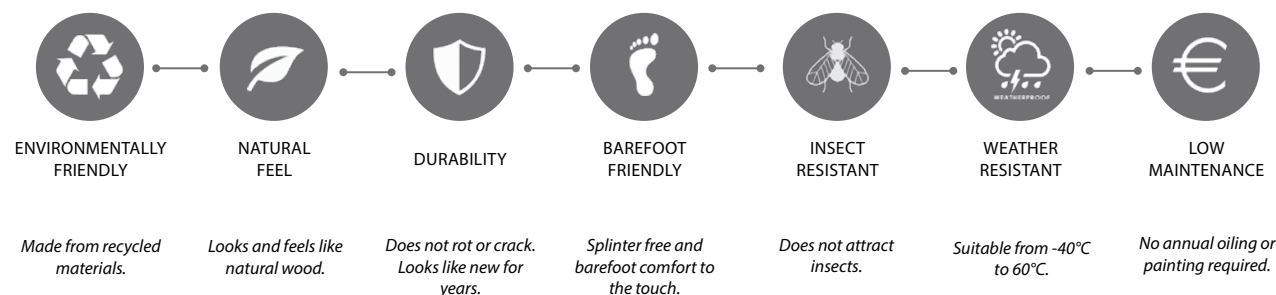 WEATHERPROOF
ENVIRONMENTALLY
FRIENDLY
NATURAL
FEEL
DURABILITY
BAREFOOT
FRIENDLY
INSECT
RESISTANT
WEATHER
RESISTANT
LOW
MAINTENANCE
Made from recycled
materials.
Looks and feels like
natural wood.
Does not rot or crack.
Looks like new for
years.
Splinter free and
barefoot comfort to
the touch.
Does not attract
insects.
Suitable from -40°C
to 60°C.
No annual oiling or
painting required.